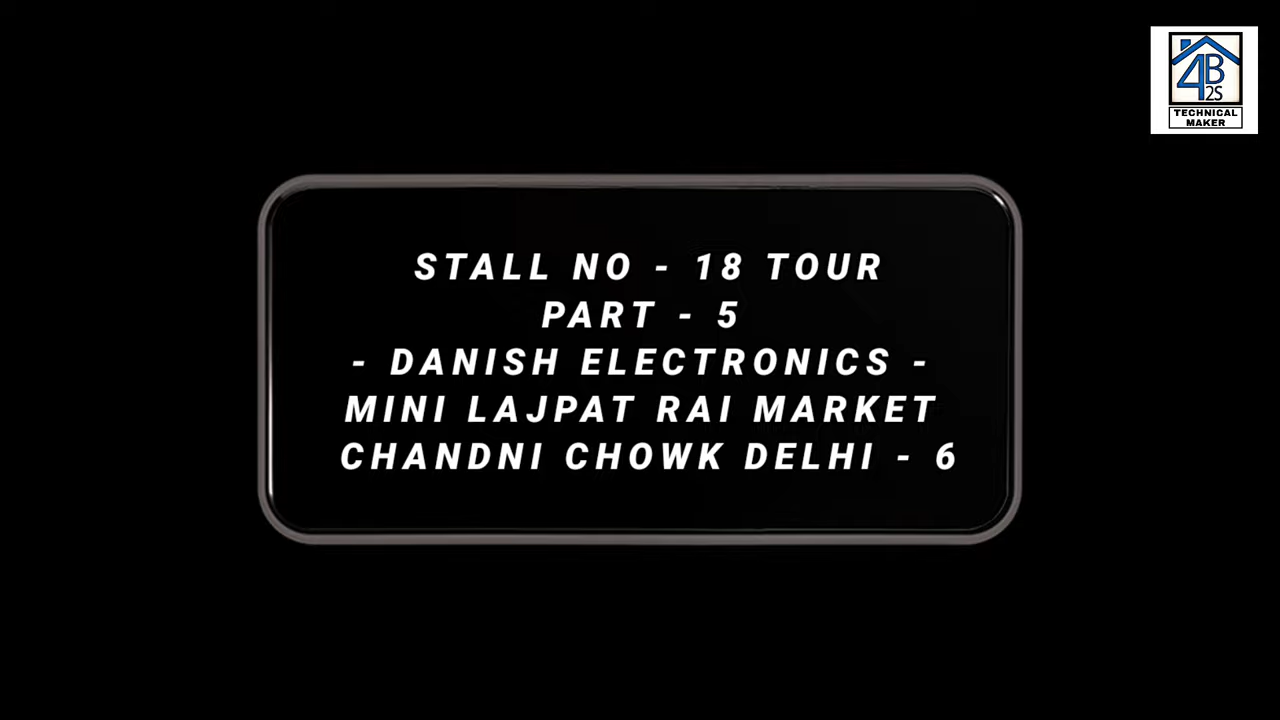 4B
2S
TECHNICAL
MAKER
STALL NO - 18 TOUR
PART - 5
- DANISH ELECTRONICS -
MINI LAJPAT RAI MARKET
CHANDNI CHOWK DELHI - 6